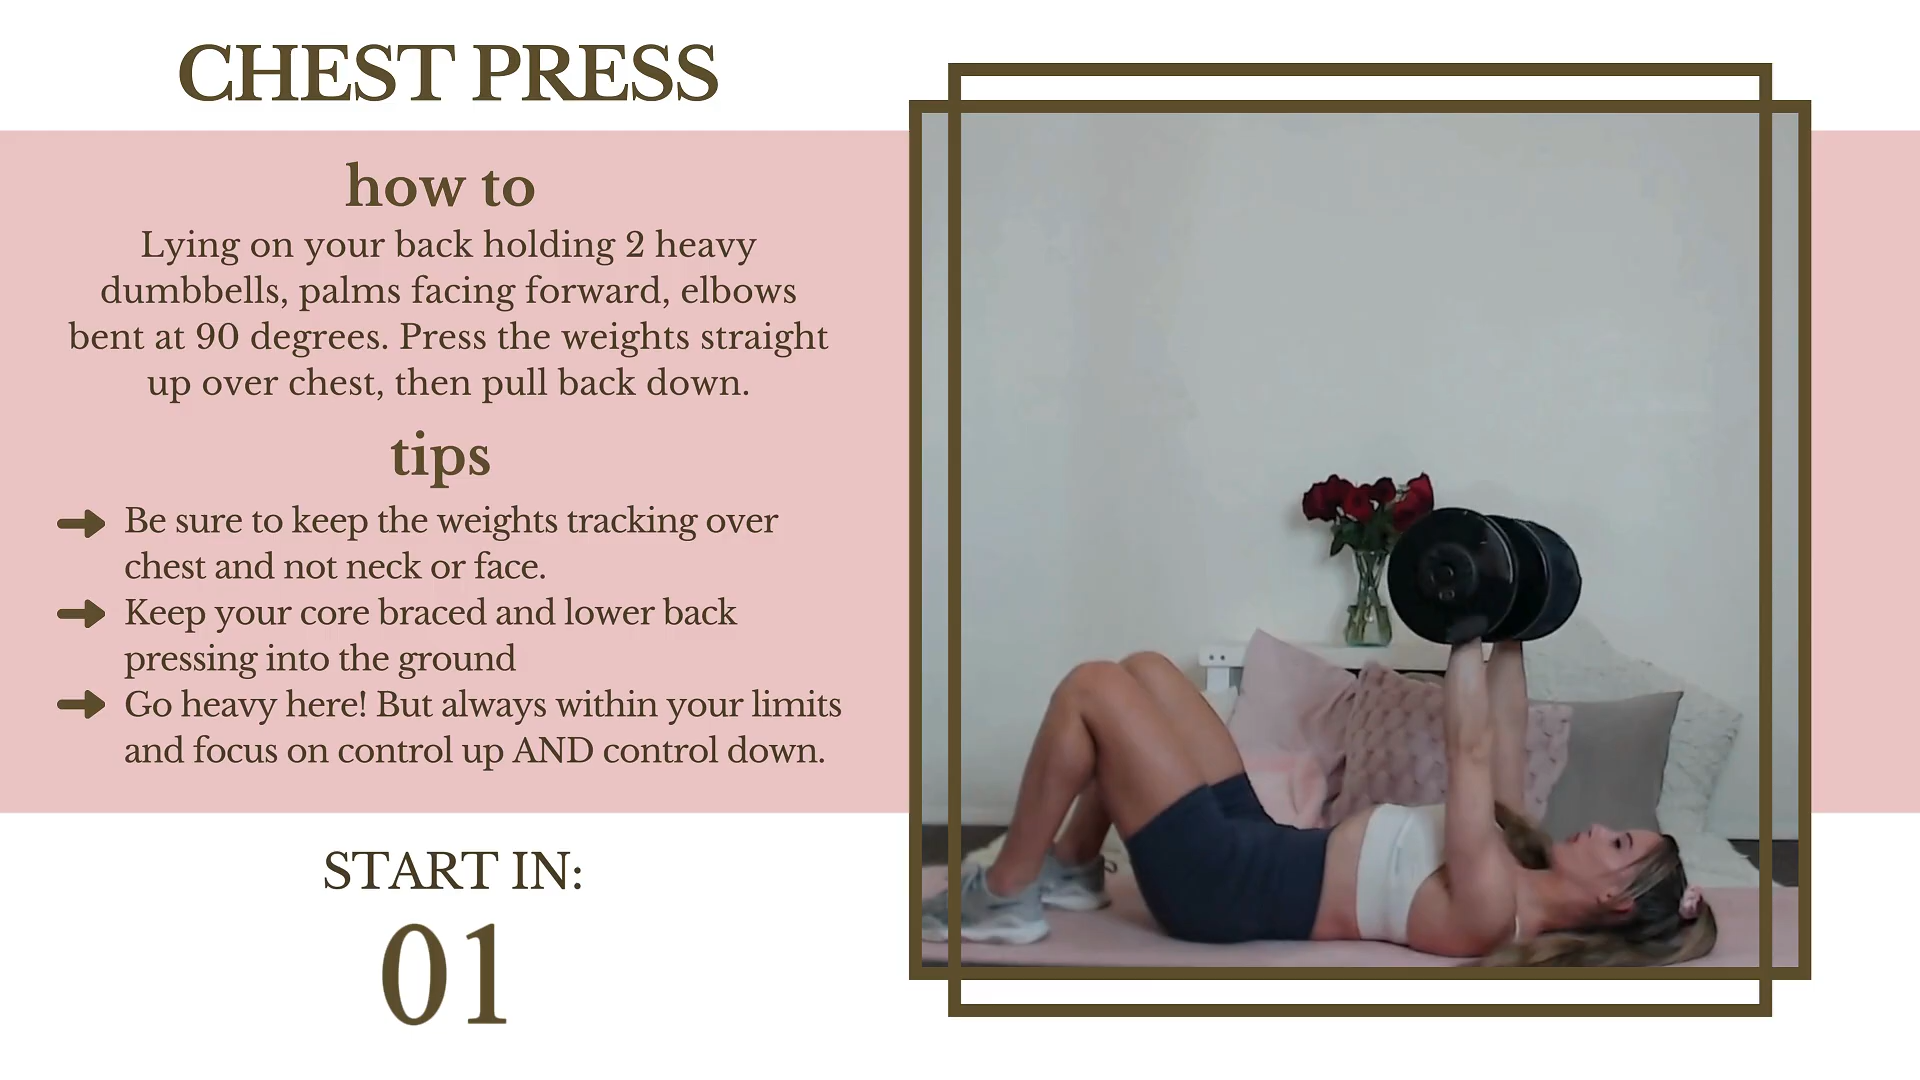 CHEST PRESS
how to
Lying on your back holding 2 heavy
dumbbells, palms facing forward, elbows
bent at 90 degrees. Press the weights straight
up over chest, then pull back down.
tips
Be sure to keep the weights tracking over
chest and not neck or face.
Keep your core braced and lower back
pressing into the ground
Go heavy here! But always within your limits
and focus on control up AND control down.
START IN:
01